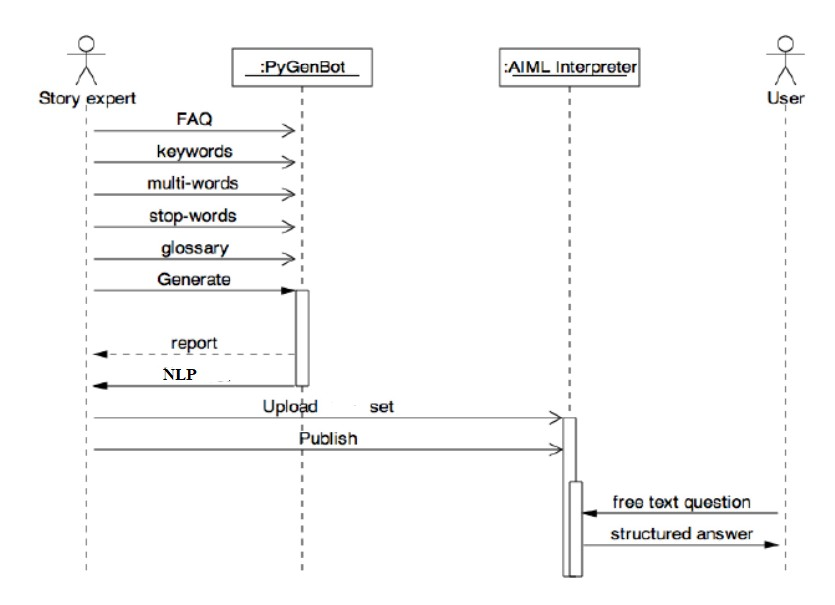 :PyGenBot
:AIML Interpreter
Story expert
User
FAQ
keywords
multi-words
stop-words
glossary
Generate
report
NLP
Upload set
Publish
free text question
structured answer